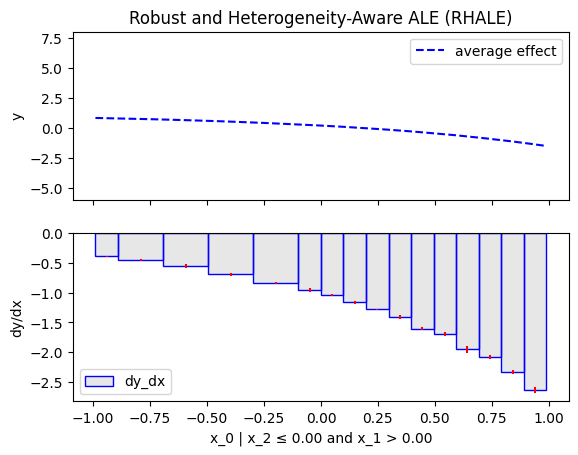 Robust and Heterogeneity-Aware ALE (RHALE)
7.5
5.0
2.5
0.0
−2.5
−5.0
y
average effect
0.0
−0.5
−1.0
−1.5
−2.0
−2.5
dy/dx
dy_dx
−1.00 −0.75 −0.50 −0.25 0.00 0.25 0.50 0.75 1.00
x_0 | x_2 ≤ 0.00 and x_1 > 0.00